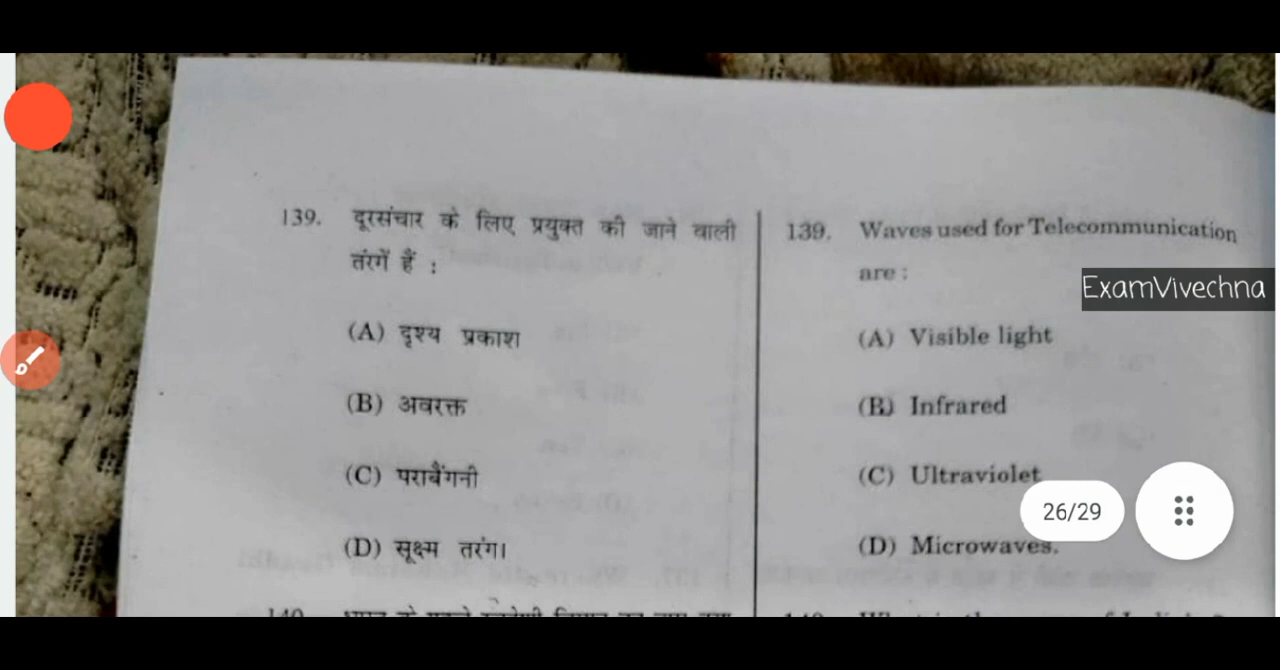 139. दूरसंचार के लिए प्रयुक्त की जाने वाली
तंरगें हैं :
(A) दृश्य प्रकाश
(B) अवरक्त
(C) पराबैंगनी
(D) सूक्ष्म तरंग।
139. Waves used for Telecommunication
are :
(A) Visible light
(B) Infrared
(C) Ultraviolet
(D) Microwaves.
ExamVivechna
26/29